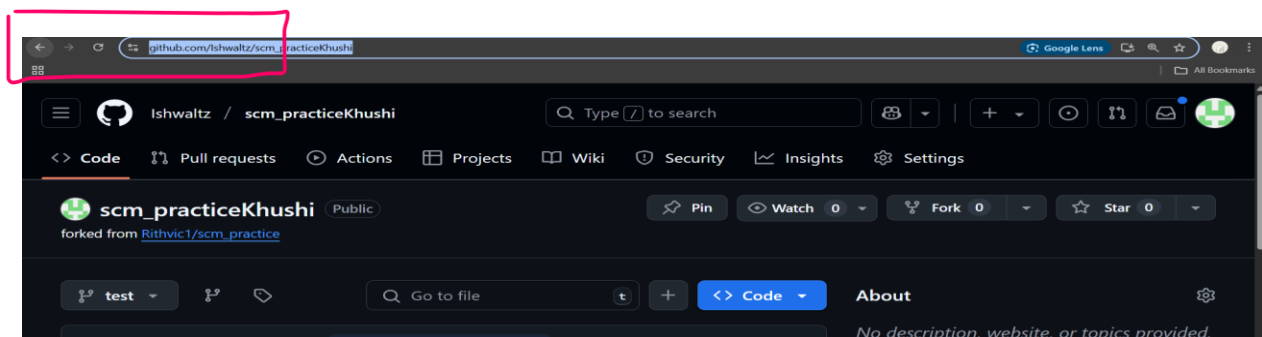 github.com/Ishwaltz/scm_practiceKhushi
Google Lens
All Bookmarks
Ishwaltz / scm_practiceKhushi
Type / to search
Code Pull requests Actions Projects Wiki Security Insights Settings
scm_practiceKhushi Public
Pin Watch 0 Fork 0 Star 0
forked from Rithvic1/scm_practice
test
Go to file t
Code
About
No description, website, or topics provided.